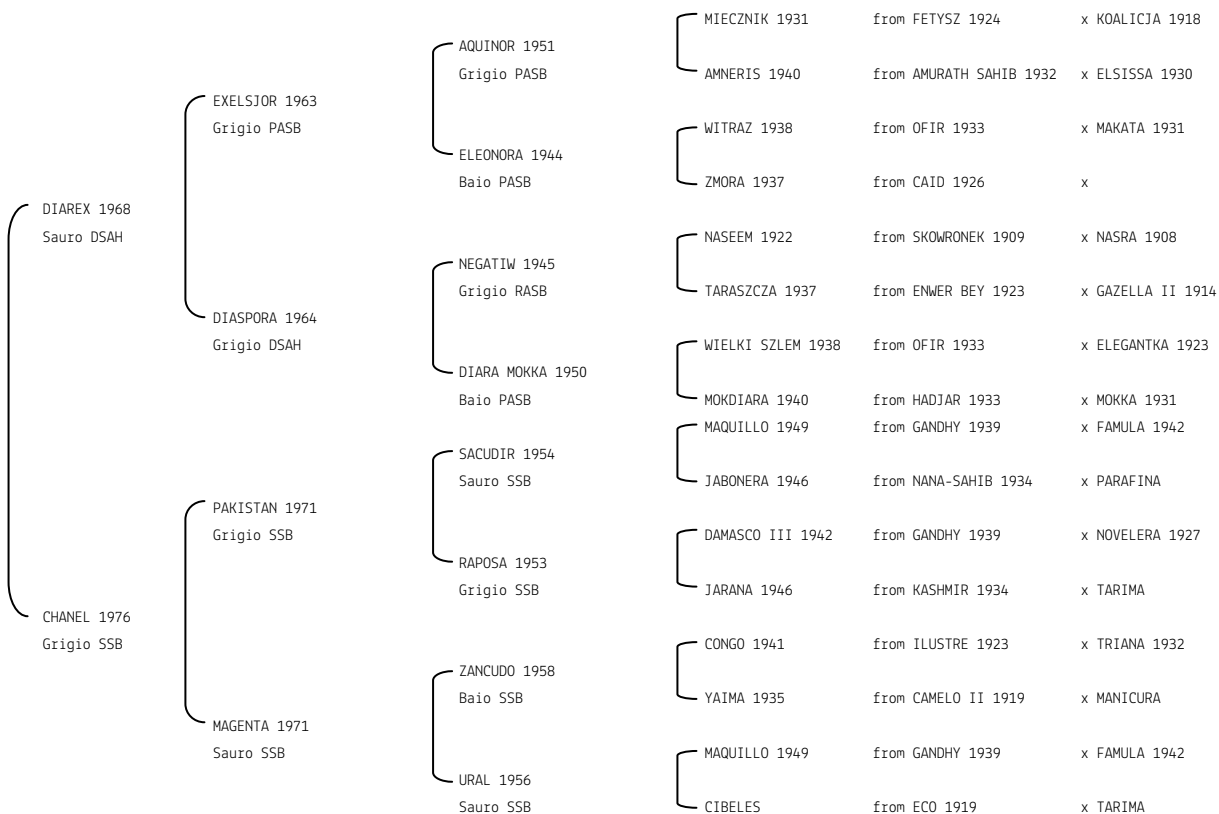 MIECZNIK 1931 from FETYSZ 1924 x KOALICJA 1918
AQUINOR 1951
Grigio PASB
AMNERIS 1940 from AMURATH SAHIB 1932 x ELSISSA 1930
EXELSJOR 1963
Grigio PASB
WITRAZ 1938 from OFIR 1933 x MAKATA 1931
ELEONORA 1944
Baio PASB
ZMORA 1937 from CAID 1926 x
DIAREX 1968
Sauro DSAH
NASEEM 1922 from SKOWRONEK 1909 x NASRA 1908
NEGATIW 1945
Grigio RASB
TARASZCZA 1937 from ENWER BEY 1923 x GAZELLA II 1914
DIASPORA 1964
Grigio DSAH
WIELKI SZLEM 1938 from OFIR 1933 x ELEGANTKA 1923
DIARA MOKKA 1950
Baio PASB
MOKDIARA 1940 from HADJAR 1933 x MOKKA 1931
MAQUILLO 1949 from GANDHY 1939 x FAMULA 1942
SACUDIR 1954
Sauro SSB
JABONERA 1946 from NANA-SAHIB 1934 x PARAFINA
PAKISTAN 1971
Grigio SSB
DAMASCO III 1942 from GANDHY 1939 x NOVELERA 1927
RAPOSA 1953
Grigio SSB
JARANA 1946 from KASHMIR 1934 x TARIMA
CHANEL 1976
Grigio SSB
CONGO 1941 from ILUSTRE 1923 x TRIANA 1932
ZANCUDO 1958
Baio SSB
YAIMA 1935 from CAMELO II 1919 x MANICURA
MAGENTA 1971
Sauro SSB
MAQUILLO 1949 from GANDHY 1939 x FAMULA 1942
URAL 1956
Sauro SSB
CIBELES from ECO 1919 x TARIMA